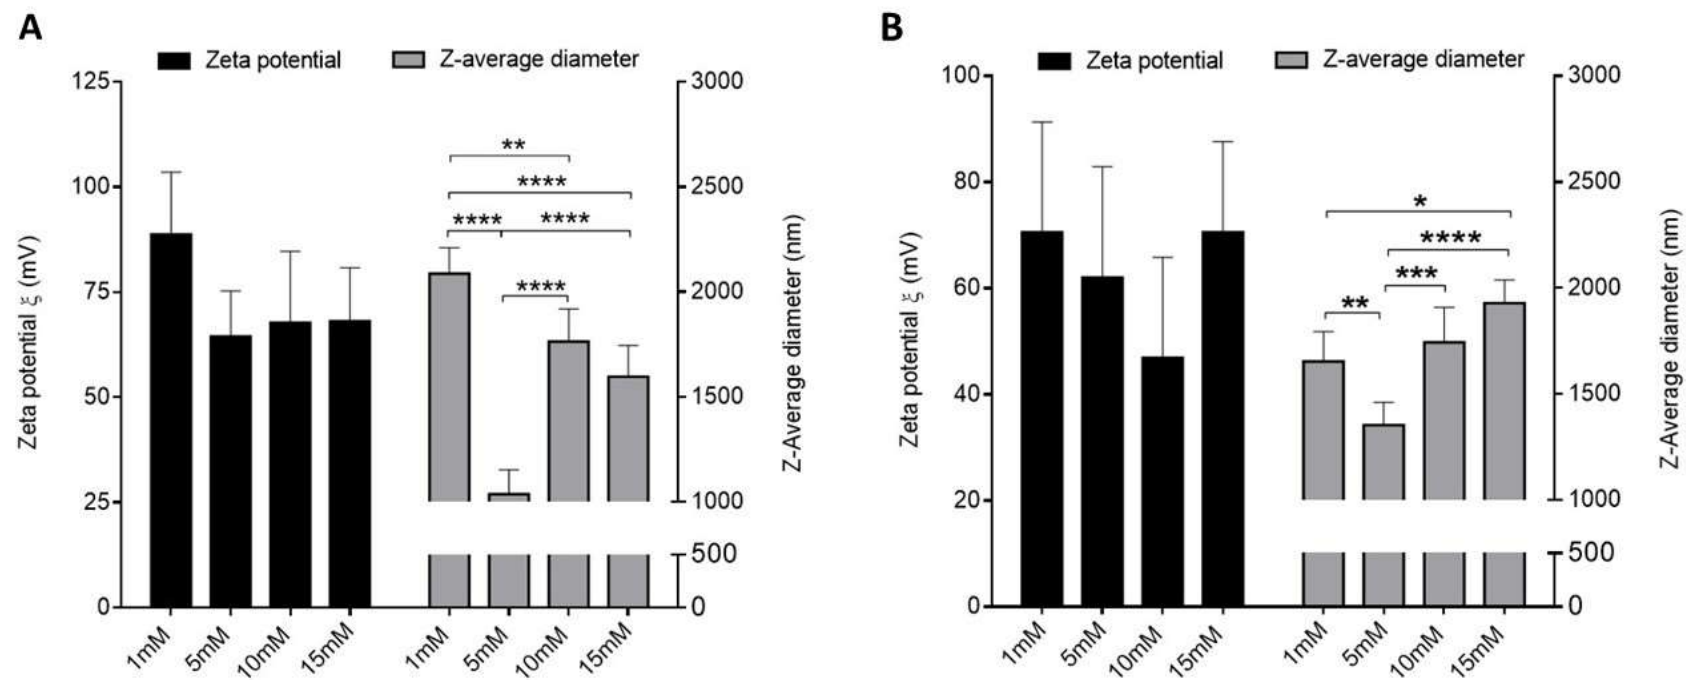 A
Zeta potential
Z-average diameter
125
100
75
50
25
0
Zeta potential ξ (mV)
3000
2500
2000
1500
1000
500
0
Z-Average diameter (nm)
**
****
**** ****
****
1mM 5mM 10mM 15mM 1mM 5mM 10mM 15mM
B
Zeta potential
Z-average diameter
100
80
60
40
20
0
Zeta potential ξ (mV)
3000
2500
2000
1500
1000
500
0
Z-Average diameter (nm)
*
****
***
**
1mM 5mM 10mM 15mM 1mM 5mM 10mM 15mM